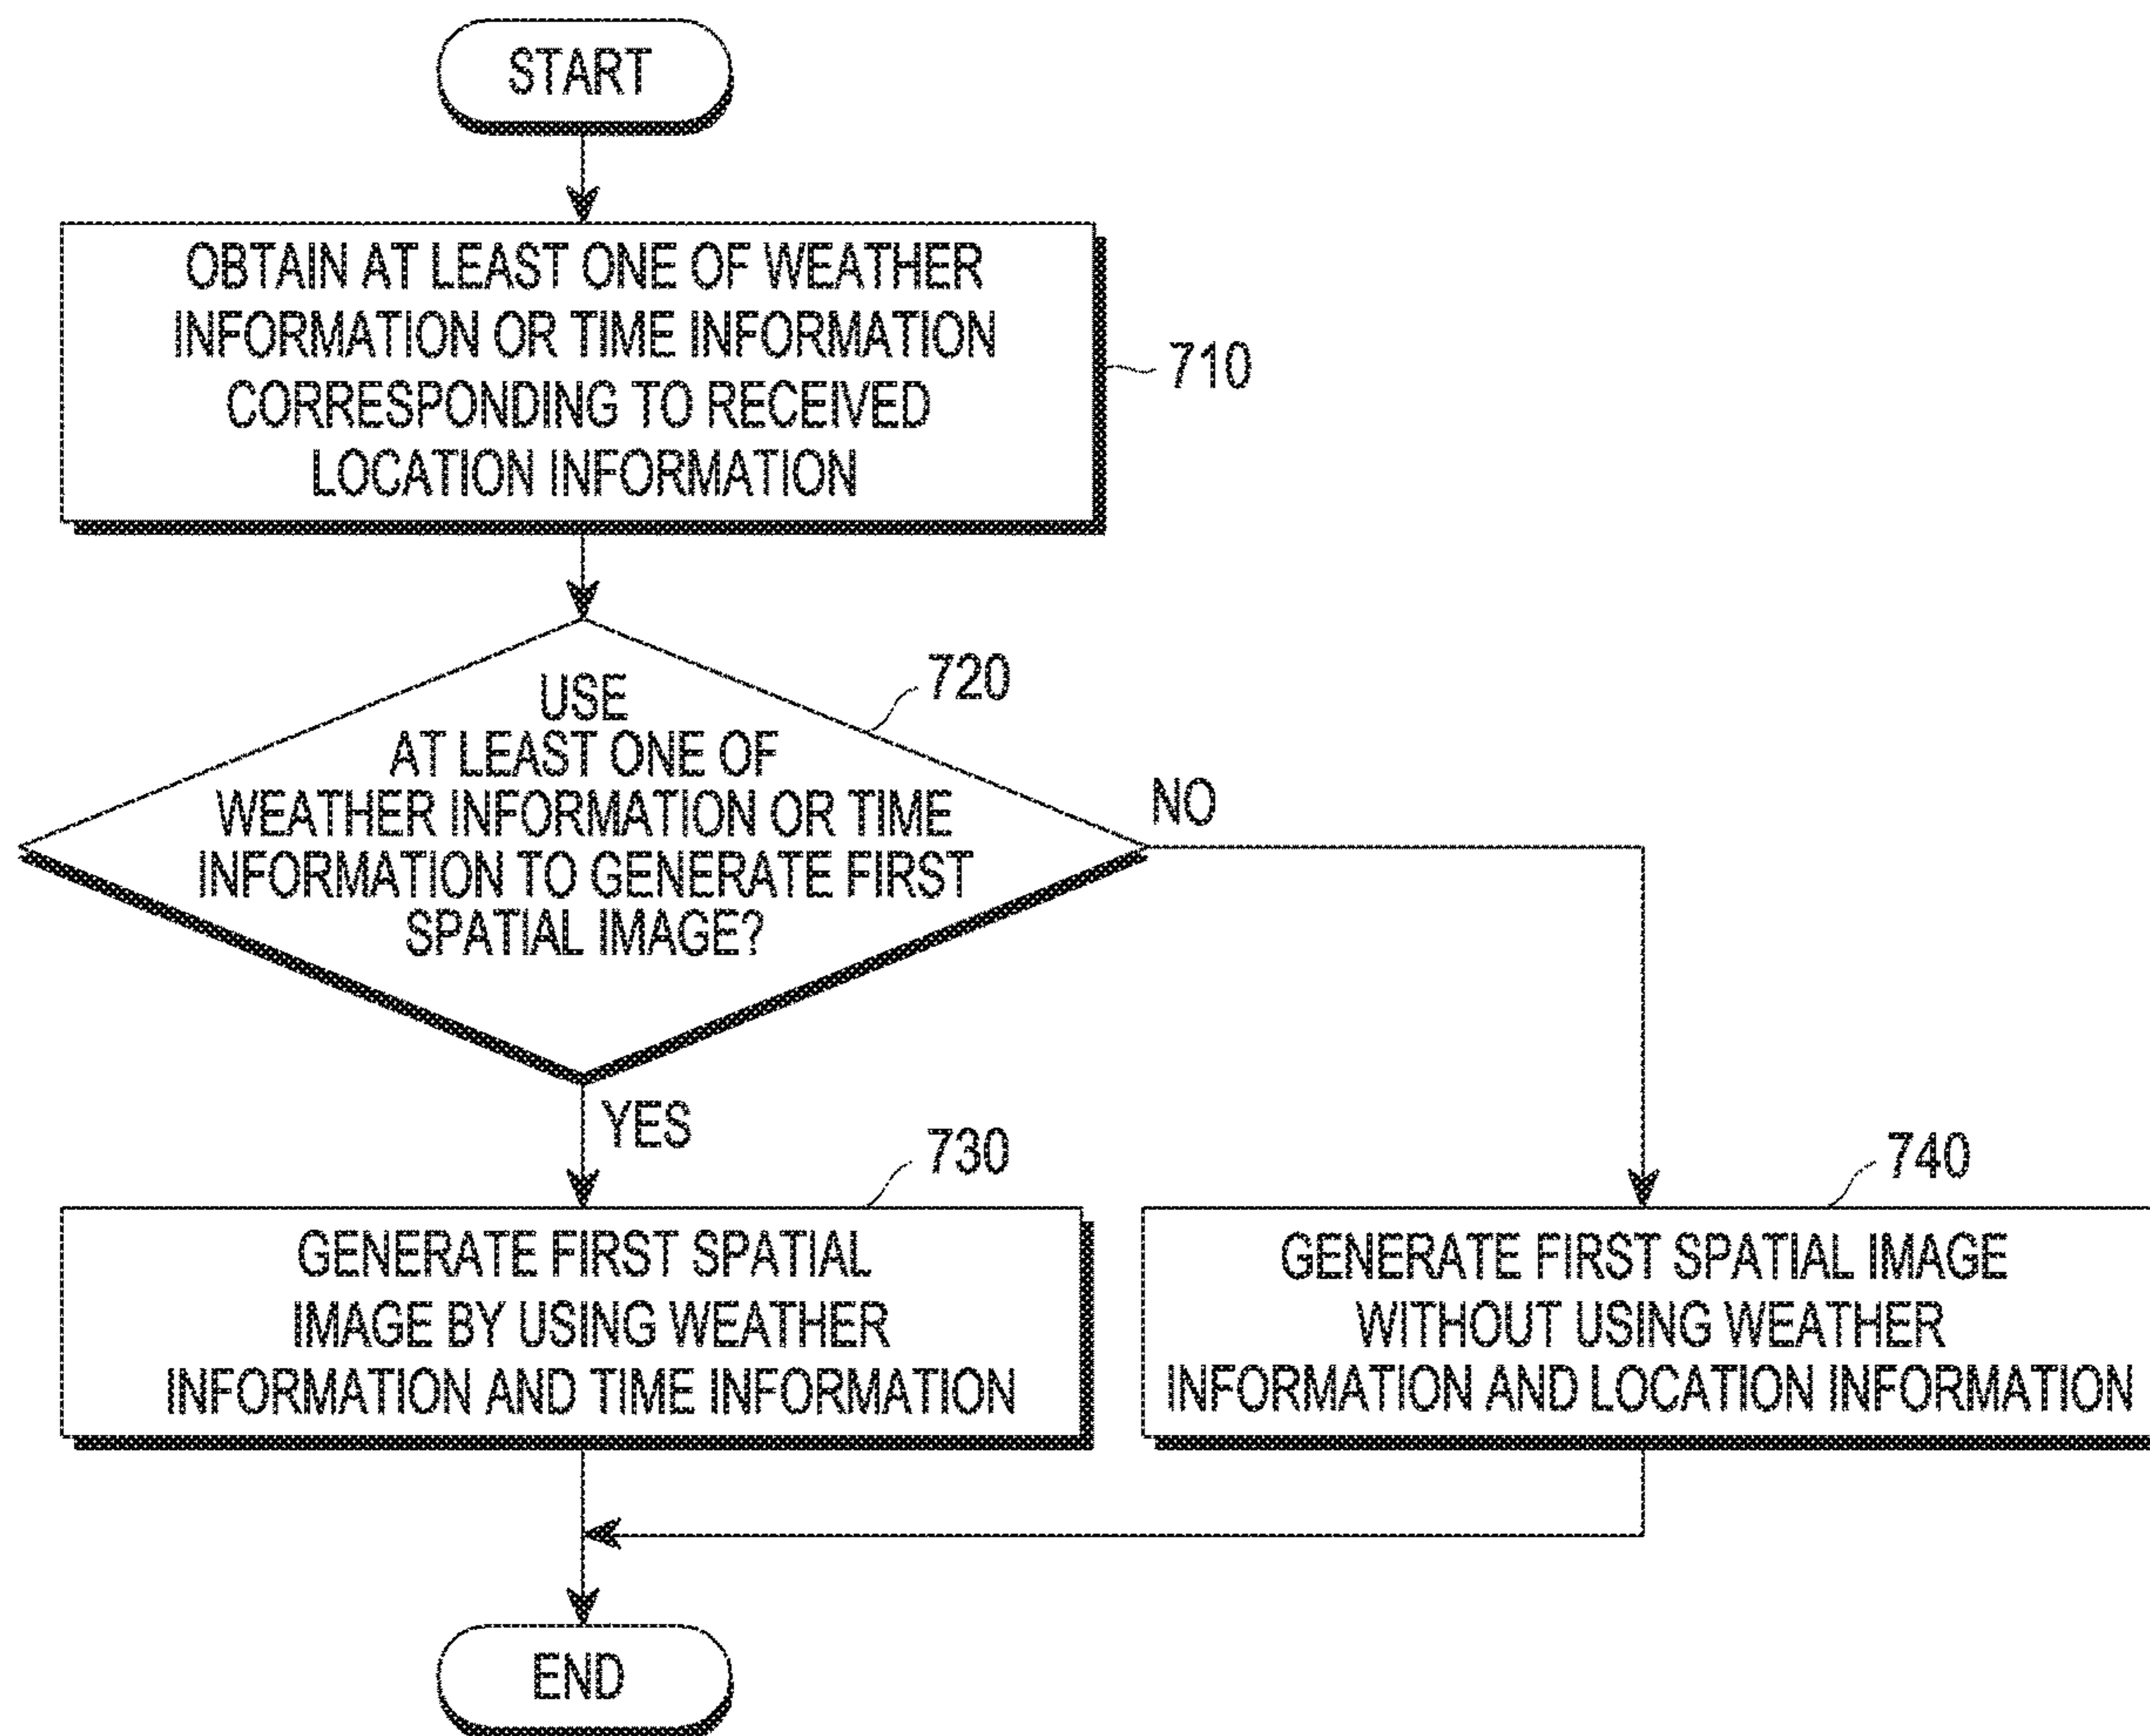 START
OBTAIN AT LEAST ONE OF WEATHER
INFORMATION OR TIME INFORMATION
CORRESPONDING TO RECEIVED
LOCATION INFORMATION
710
USE
AT LEAST ONE OF
WEATHER INFORMATION OR TIME
INFORMATION TO GENERATE FIRST
SPATIAL IMAGE?
720
NO
YES
730
GENERATE FIRST SPATIAL
IMAGE BY USING WEATHER
INFORMATION AND TIME INFORMATION
740
GENERATE FIRST SPATIAL IMAGE
WITHOUT USING WEATHER
INFORMATION AND LOCATION INFORMATION
END